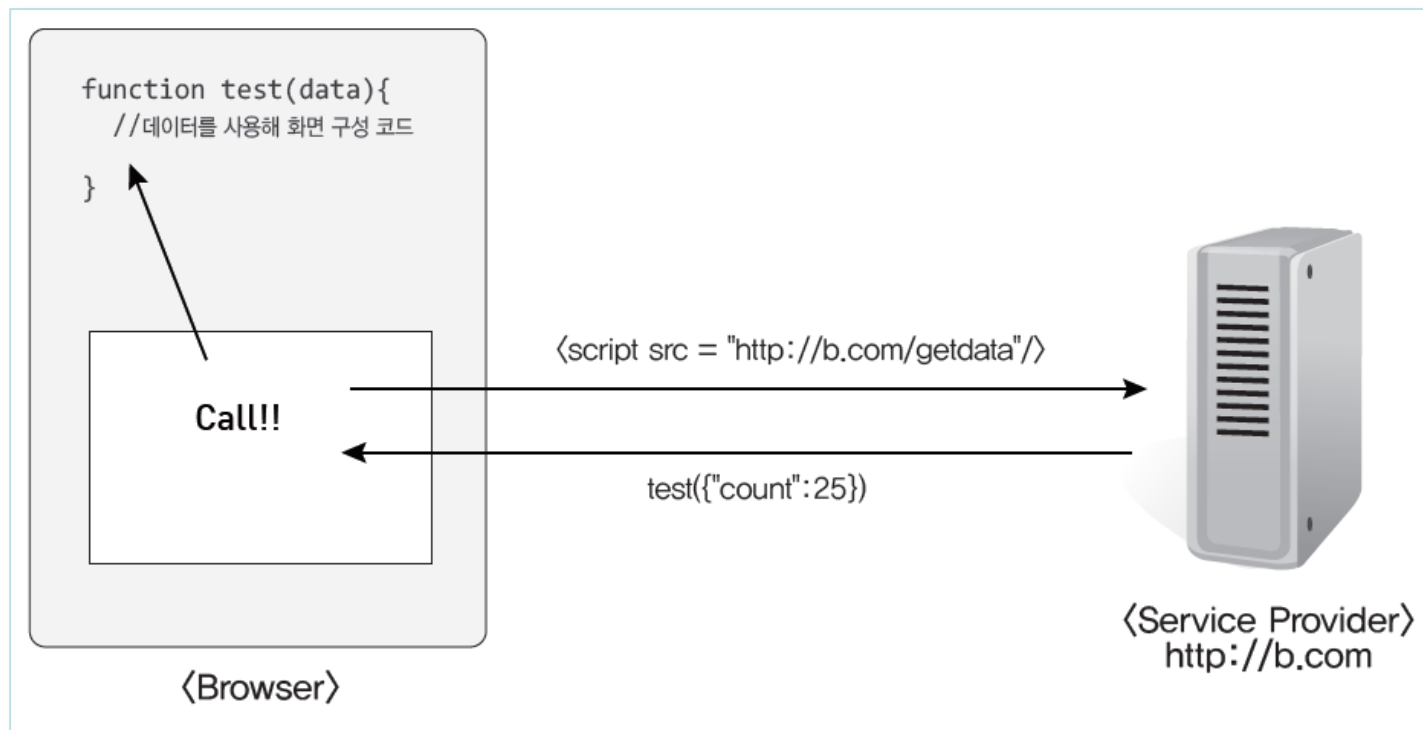 function test(data){
//데이터를 사용해 화면 구성 코드
}
Call!!
〈script src = "http://b.com/getdata"/〉
test({"count":25})
〈Browser〉
〈Service Provider〉
http://b.com